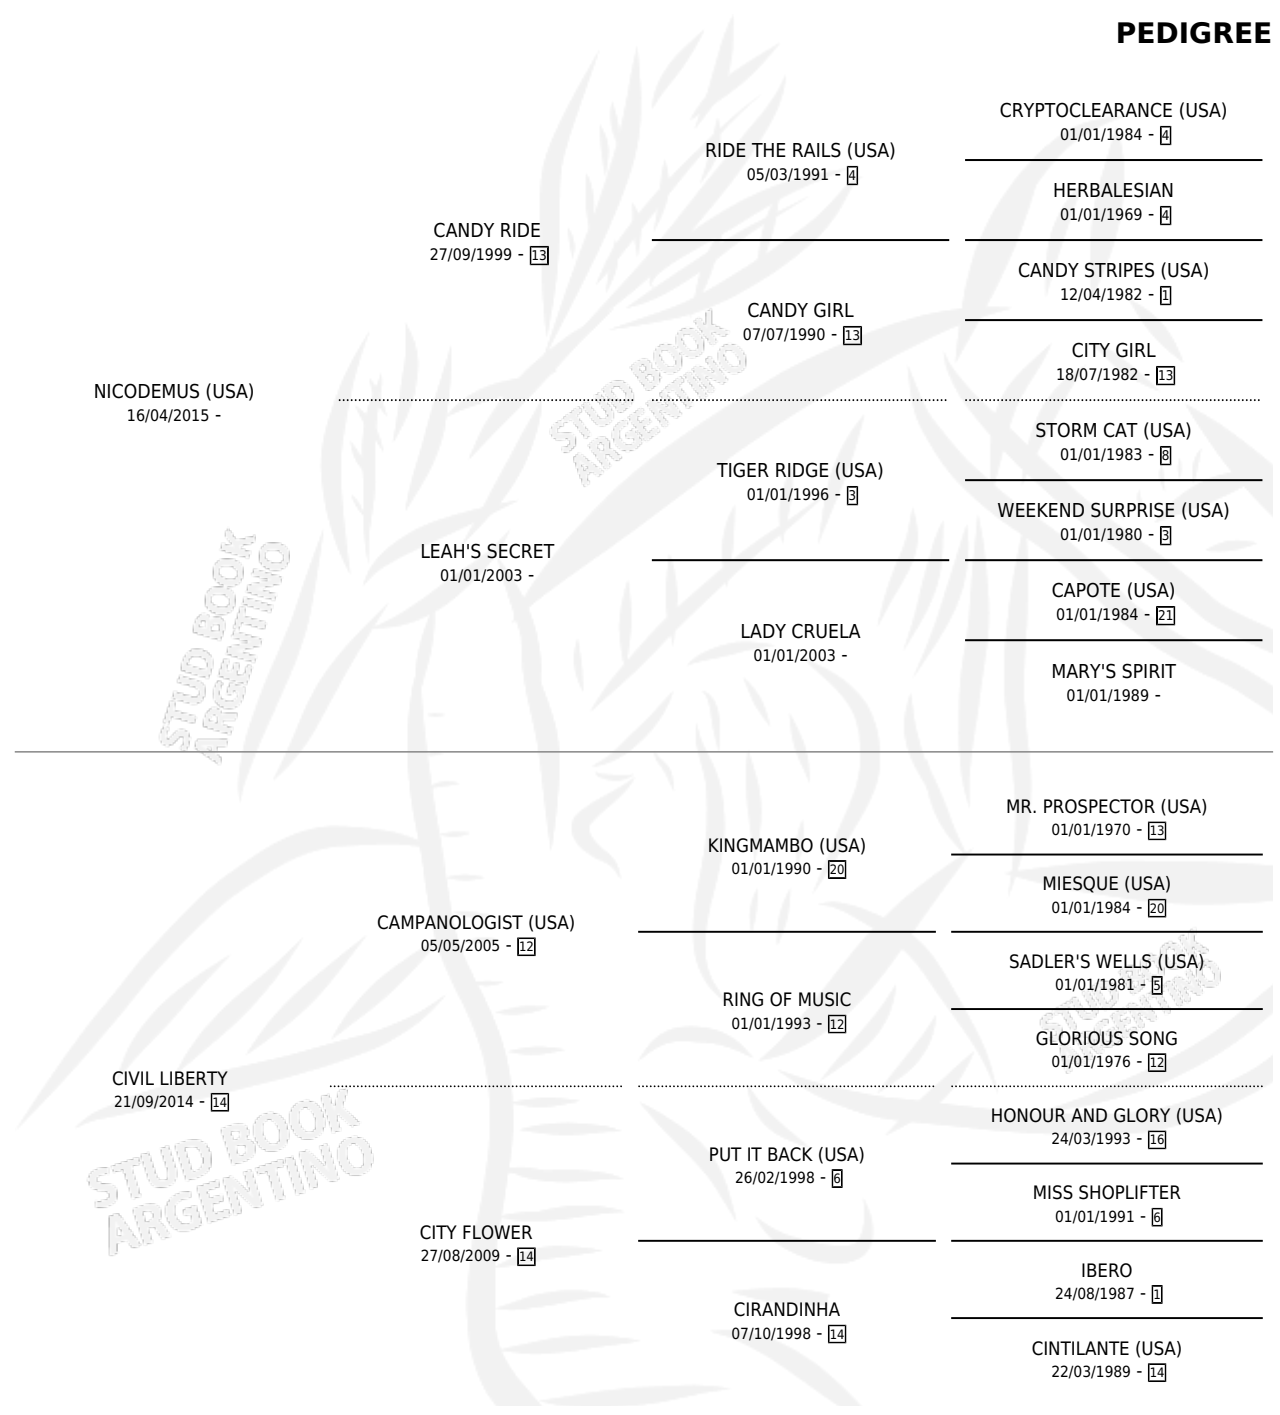 PEDIGREE
CRYPTOCLEARANCE (USA)
01/01/1984 - 4
RIDE THE RAILS (USA)
05/03/1991 - 4
HERBALESIAN
01/01/1969 - 4
CANDY RIDE
27/09/1999 - 13
CANDY STRIPES (USA)
12/04/1982 - 1
CANDY GIRL
07/07/1990 - 13
CITY GIRL
18/07/1982 - 13
NICODEMUS (USA)
16/04/2015 -
STORM CAT (USA)
01/01/1983 - 8
TIGER RIDGE (USA)
01/01/1996 - 3
WEEKEND SURPRISE (USA)
01/01/1980 - 3
LEAH'S SECRET
01/01/2003 -
CAPOTE (USA)
01/01/1984 - 21
LADY CRUELA
01/01/2003 -
MARY'S SPIRIT
01/01/1989 -
MR. PROSPECTOR (USA)
01/01/1970 - 13
KINGMAMBO (USA)
01/01/1990 - 20
MIESQUE (USA)
01/01/1984 - 20
CAMPANOLOGIST (USA)
05/05/2005 - 12
SADLER'S WELLS (USA)
01/01/1981 - 5
RING OF MUSIC
01/01/1993 - 12
GLORIOUS SONG
01/01/1976 - 12
CIVIL LIBERTY
21/09/2014 - 14
HONOUR AND GLORY (USA)
24/03/1993 - 16
PUT IT BACK (USA)
26/02/1998 - 6
MISS SHOPLIFTER
01/01/1991 - 6
CITY FLOWER
27/08/2009 - 14
IBERO
24/08/1987 - 1
CIRANDINHA
07/10/1998 - 14
CINTILANTE (USA)
22/03/1989 - 14
STUD BOOK
ARGENTINO
STUD BOOK
ARGENTINO
STUD BOOK
ARGENTINO
STUD BOOK
ARGENTINO